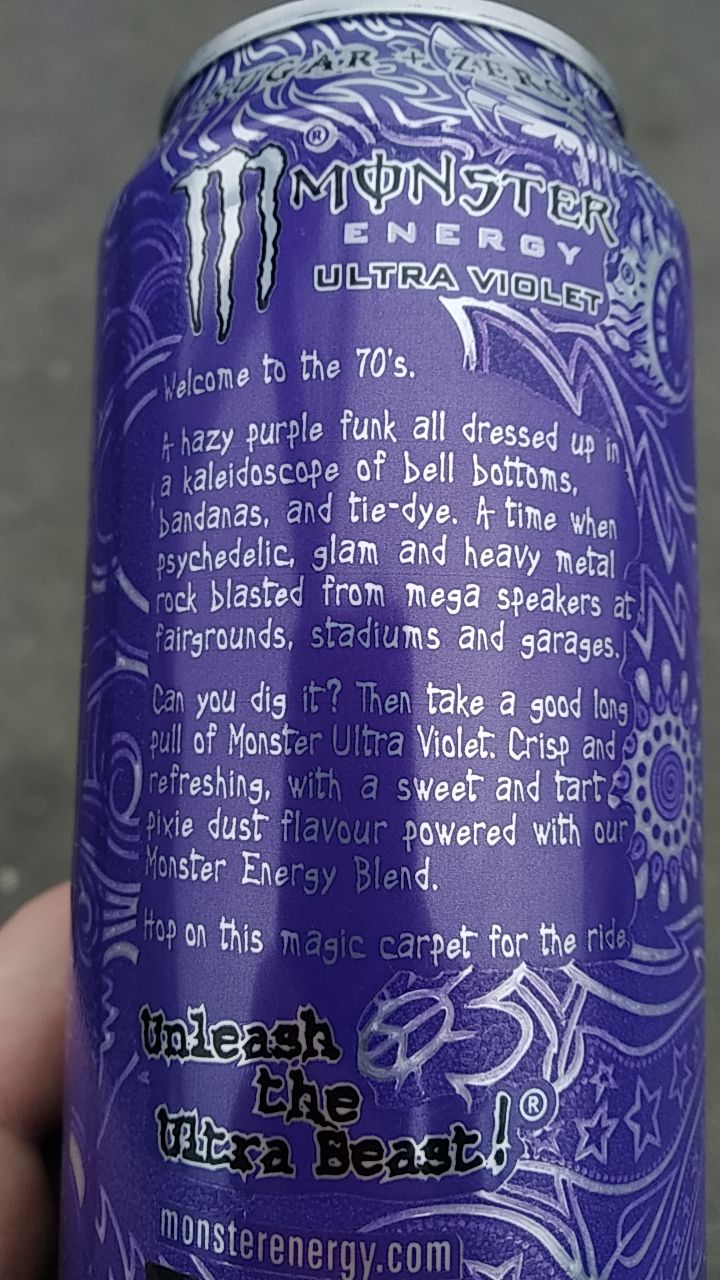 SUGAR + ZERO
®
MONSTER
ENERGY
ULTRA VIOLET ®
Welcome to the 70's.
A hazy purple funk all dressed up in
a kaleidoscope of bell bottoms,
bandanas, and tie-dye. A time when
psychedelic, glam and heavy metal
rock blasted from mega speakers at
fairgrounds, stadiums and garages.
Can you dig it? Then take a good long
pull of Monster Ultra Violet. Crisp and
refreshing, with a sweet and tart,
pixie dust flavour powered with our
Monster Energy Blend.
Hop on this magic carpet for the ride.
Unleash
the
Ultra Beast! ®
monsterenergy.com